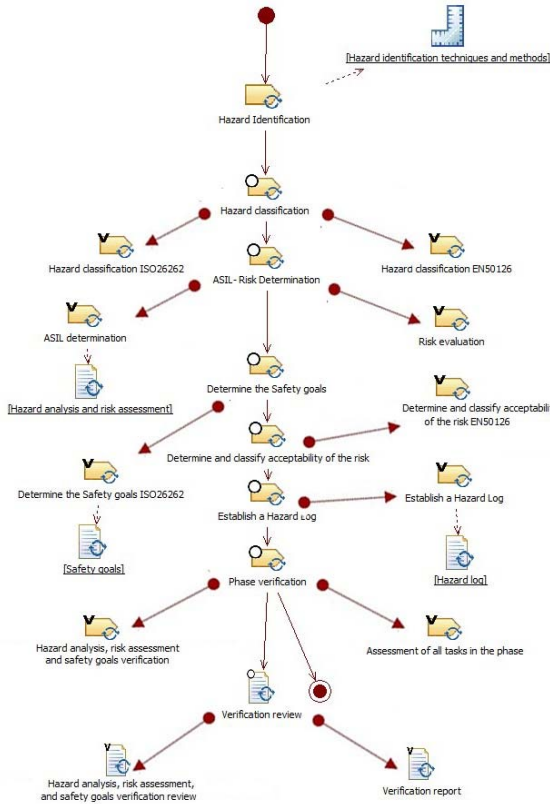 [Hazard identification techniques and methods]
Hazard Identification
Hazard classification
Hazard classification ISO26262
Hazard classification EN50126
ASIL- Risk Determination
ASIL determination
Risk evaluation
[Hazard analysis and risk assessment]
Determine the Safety goals
Determine and classify acceptability
of the risk EN50126
Determine and classify acceptability of the risk
Determine the Safety goals ISO26262
Establish a Hazard Log
Establish a Hazard Log
[Safety goals]
[Hazard log]
Phase verification
Hazard analysis, risk assessment
and safety goals verification
Assessment of all tasks in the phase
Verification review
Hazard analysis, risk assessment,
and safety goals verification review
Verification report